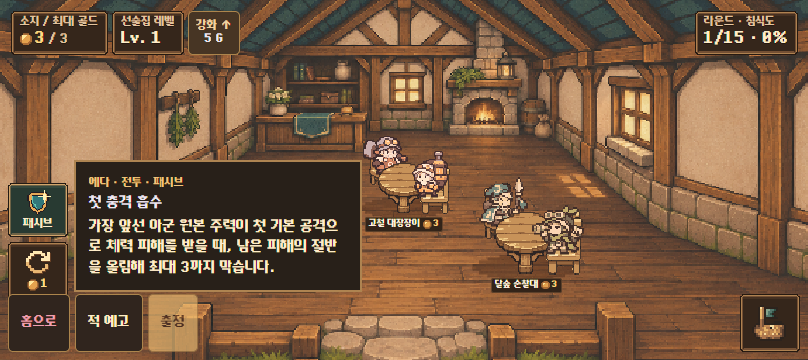 소지 / 최대 골드
3 / 3
선술집 레벨
Lv. 1
강화 ↑
5 G
라운드 · 침식도
1/15 · 0%
에다 · 전투 · 패시브
첫 충격 흡수
가장 앞선 아군 원본 주력이 첫 기본 공격으
로 체력 피해를 받을 때, 남은 피해의 절반
을 올림해 최대 3까지 막습니다.
패시브
1
고철 대장장이 3
달숲 순찰대 3
홈으로
적 예고
출정